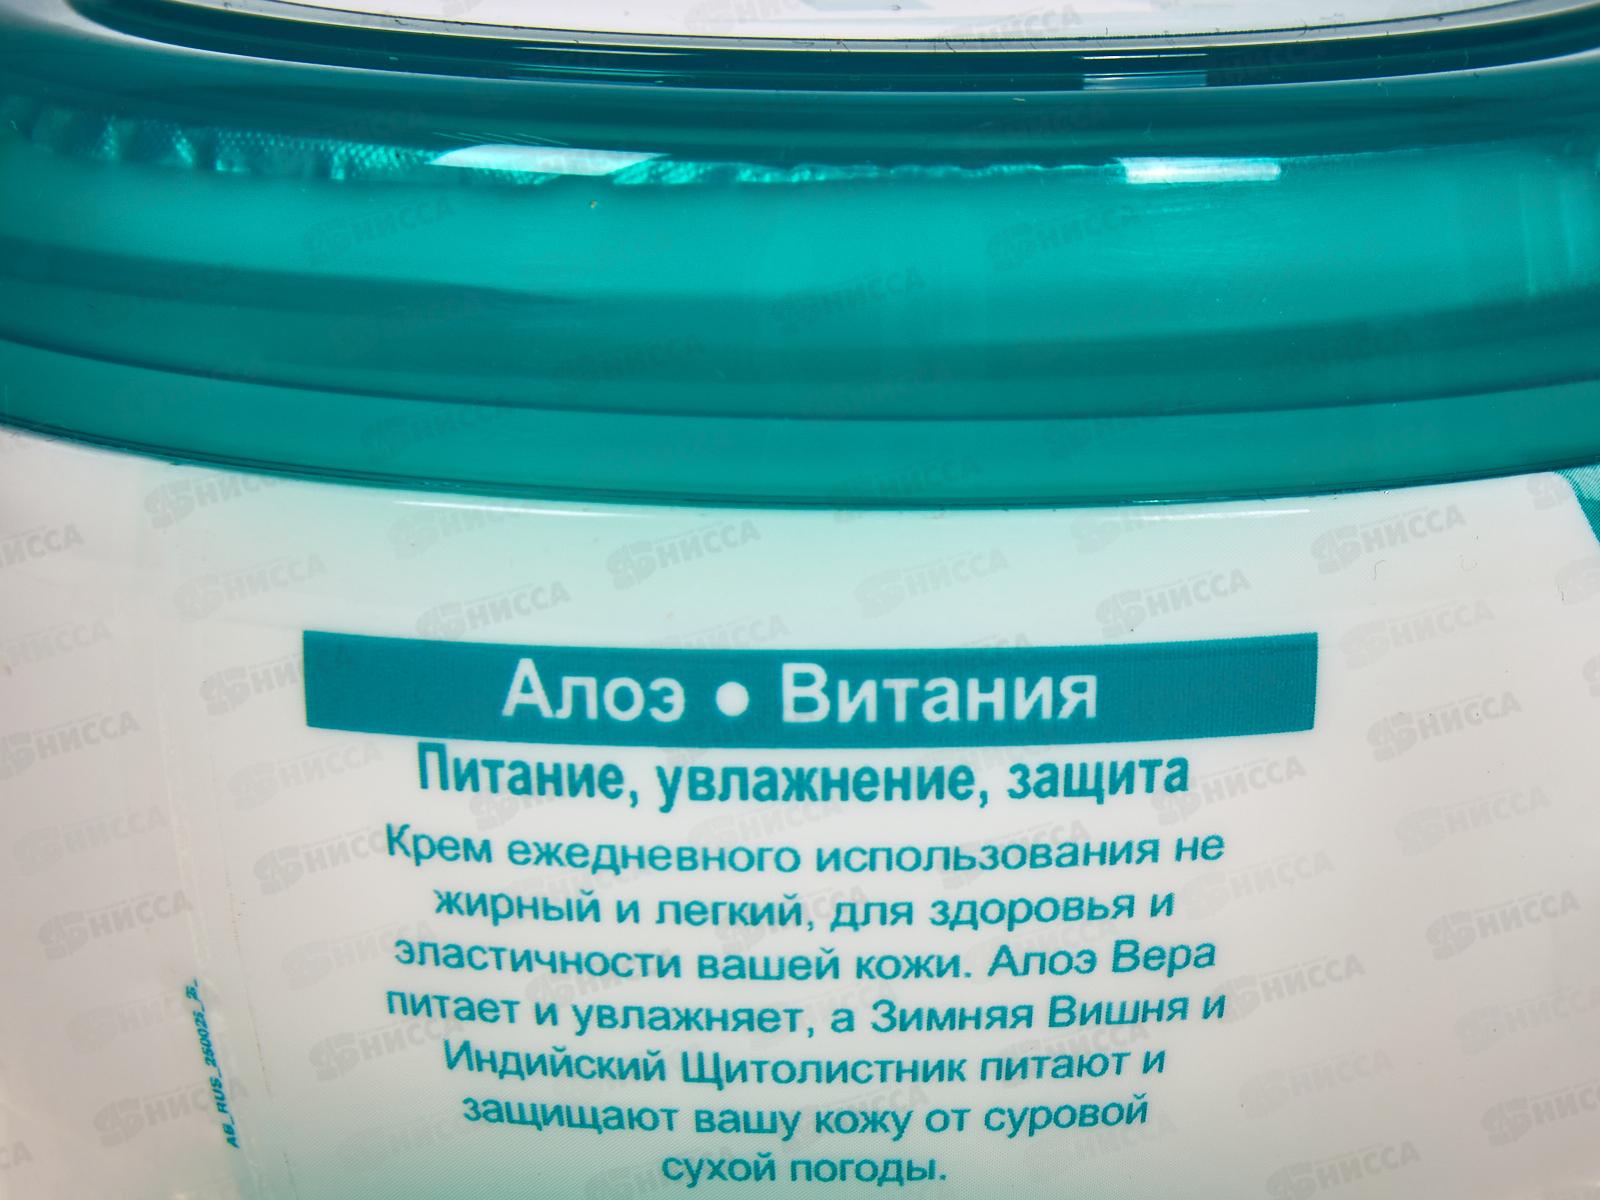 Алоэ • Витания
Питание, увлажнение, защита
Крем ежедневного использования не
жирный и легкий, для здоровья и
эластичности вашей кожи. Алоэ Вера
питает и увлажняет, а Зимняя Вишня и
Индийский Щитолистник питают и
защищают вашу кожу от суровой
сухой погоды.
НИССА